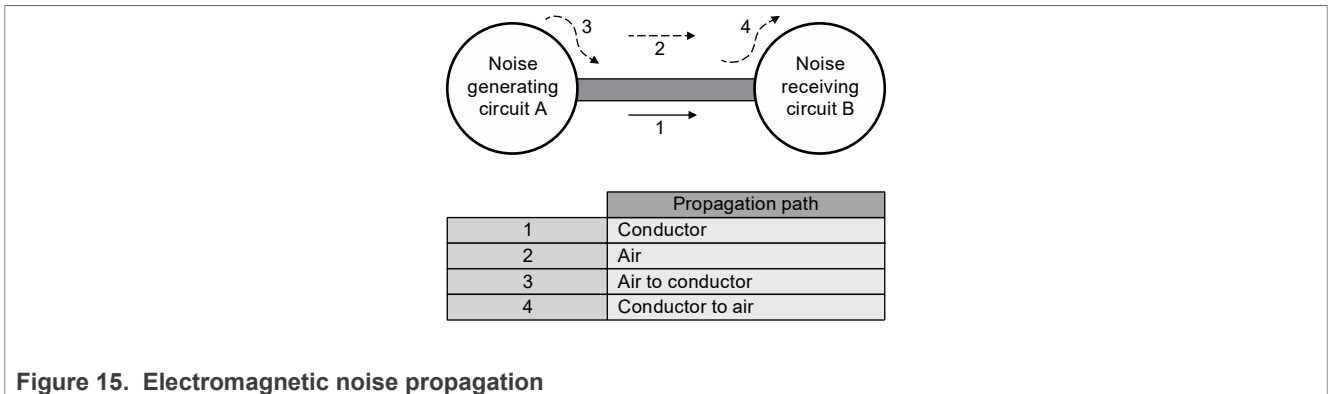 3
2
4
Noise
generating
circuit A
Noise
receiving
circuit B
1
Propagation path
1 Conductor
2 Air
3 Air to conductor
4 Conductor to air
Figure 15. Electromagnetic noise propagation